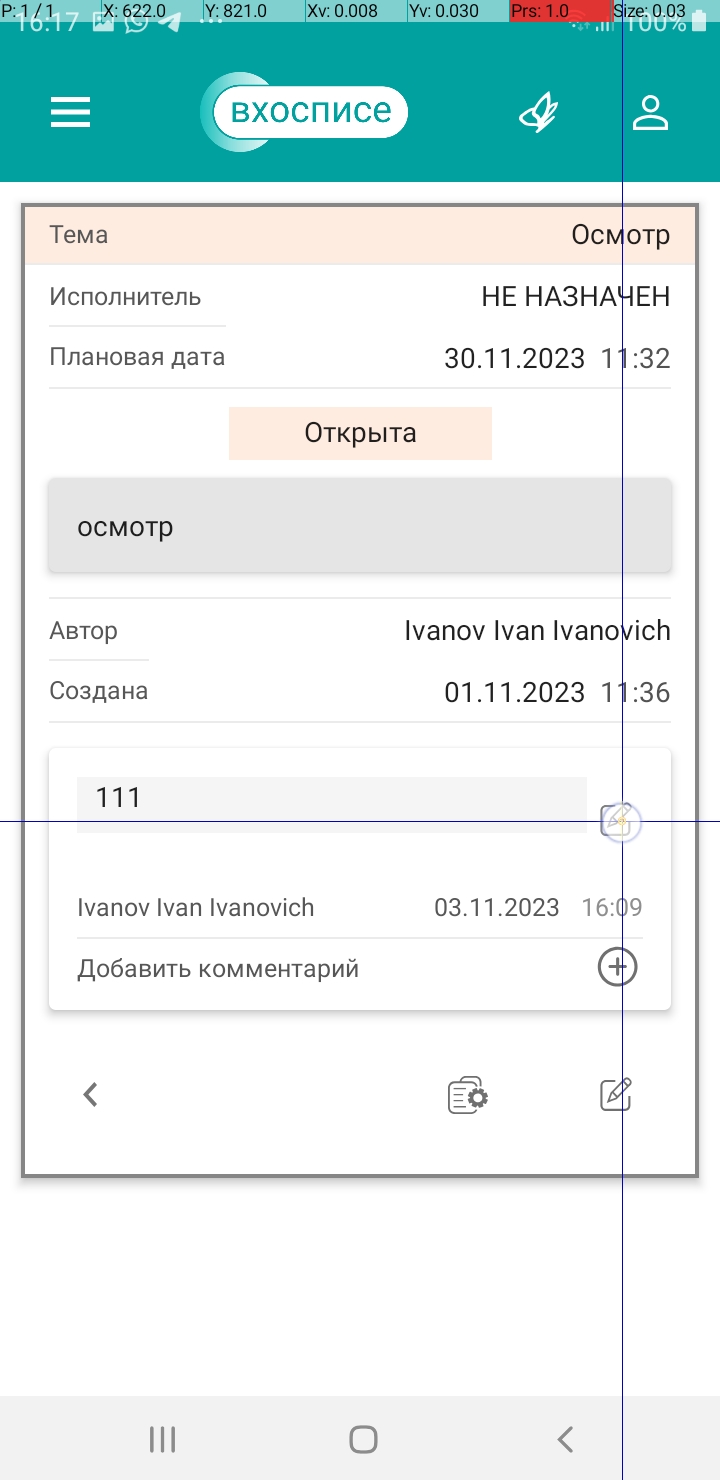 P: 1 / 1 X: 622.0 Y: 821.0 Xv: 0.008 Yv: 0.030 Prs: 1.0 Size: 0.03
16:17 100%
вхосписе
Тема Осмотр
Исполнитель НЕ НАЗНАЧЕН
Плановая дата 30.11.2023 11:32
Открыта
осмотр
Автор Ivanov Ivan Ivanovich
Создана 01.11.2023 11:36
111
Ivanov Ivan Ivanovich 03.11.2023 16:09
Добавить комментарий